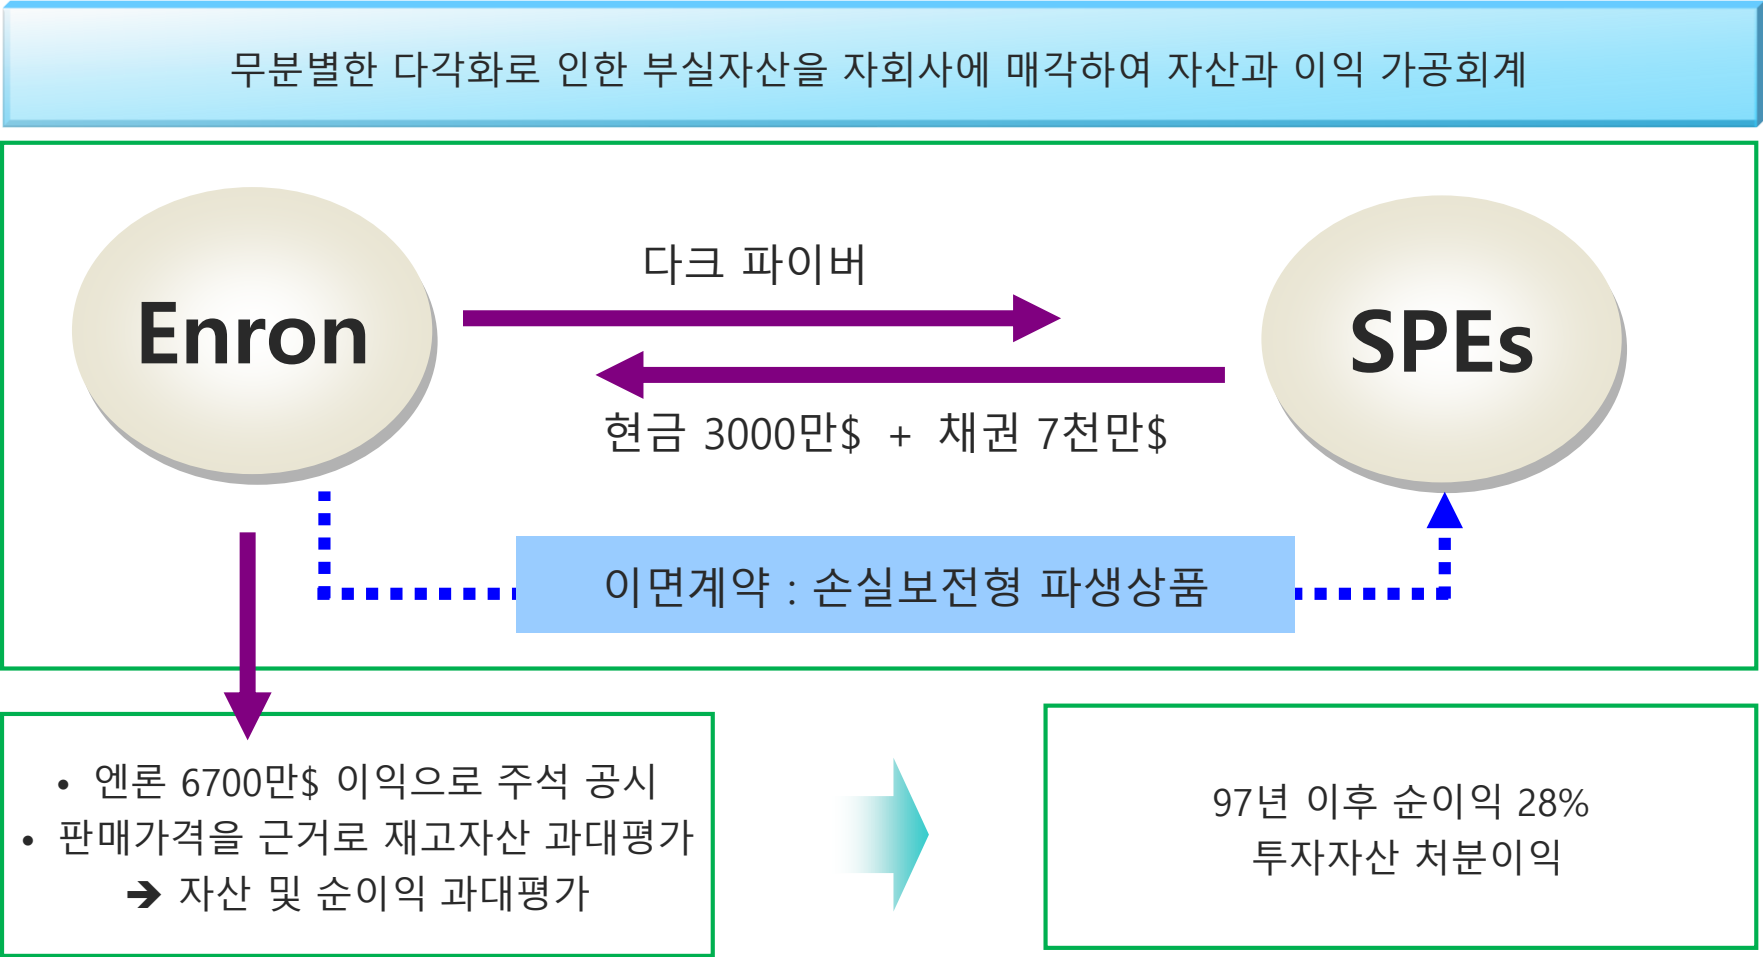 무분별한 다각화로 인한 부실자산을 자회사에 매각하여 자산과 이익 가공회계
다크 파이버
Enron
SPEs
현금 3000만$ + 채권 7천만$
이면계약 : 손실보전형 파생상품
• 엔론 6700만$ 이익으로 주석 공시
• 판매가격을 근거로 재고자산 과대평가
➔ 자산 및 순이익 과대평가
97년 이후 순이익 28%
투자자산 처분이익